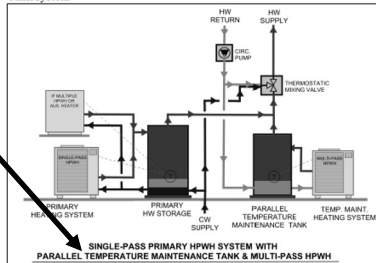 HW
RETURN
HW
SUPPLY
CIRC.
PUMP
THERMOSTATIC
MIXING VALVE
IF MULTIPLE
HPWH OR
AUX. HEATER
SINGLE-PASS
HPWH
MULTI-PASS
HPWH
PRIMARY
HEATING SYSTEM
PRIMARY
HW STORAGE
CW
SUPPLY
PARALLEL
TEMPERATURE
MAINTENANCE TANK
TEMP. MAINT.
HEATING SYSTEM
SINGLE-PASS PRIMARY HPWH SYSTEM WITH
PARALLEL TEMPERATURE MAINTENANCE TANK & MULTI-PASS HPWH